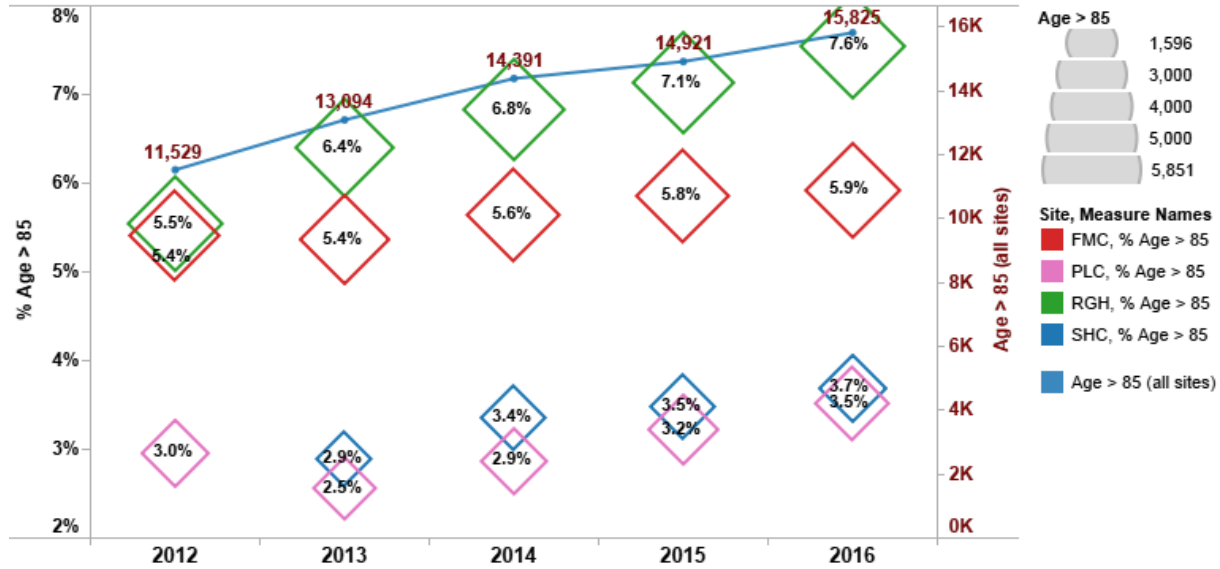 8%
7%
6%
5%
4%
3%
2%
% Age > 85
11,529
13,094
14,391
14,921
15,825
5.5%
5.4%
3.0%
6.4%
5.4%
2.9%
2.5%
6.8%
5.6%
3.4%
2.9%
7.1%
5.8%
3.5%
3.2%
7.6%
5.9%
3.7%
3.5%
16K
14K
12K
10K
8K
6K
4K
2K
0K
Age > 85 (all sites)
2012
2013
2014
2015
2016
Age > 85
1,596
3,000
4,000
5,000
5,851
Site, Measure Names
FMC, % Age > 85
PLC, % Age > 85
RGH, % Age > 85
SHC, % Age > 85
Age > 85 (all sites)